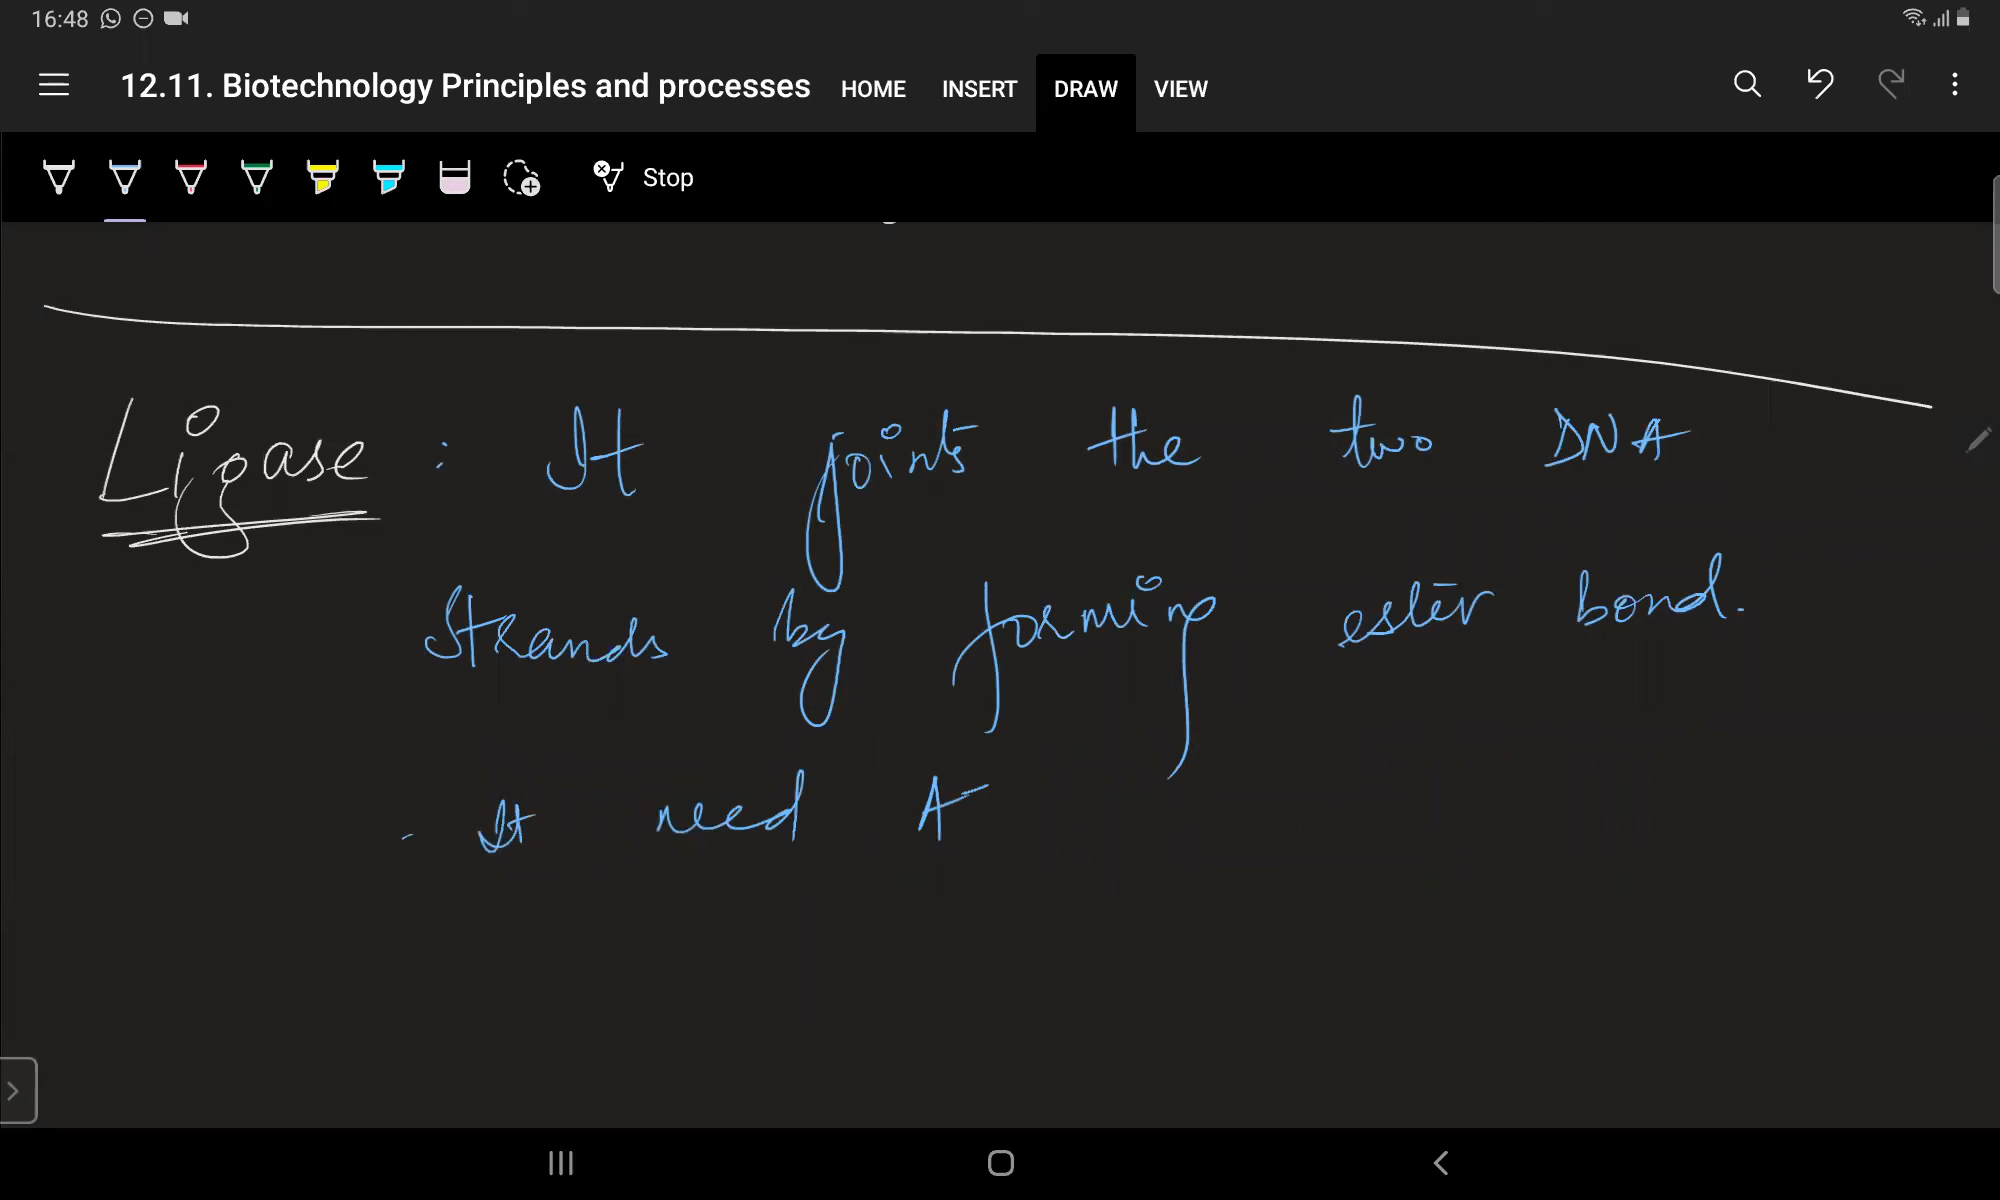 16:48
12.11. Biotechnology Principles and processes HOME INSERT DRAW VIEW
Stop
Ligase : It joints the two DNA
strands by forming ester bond.
- It need A